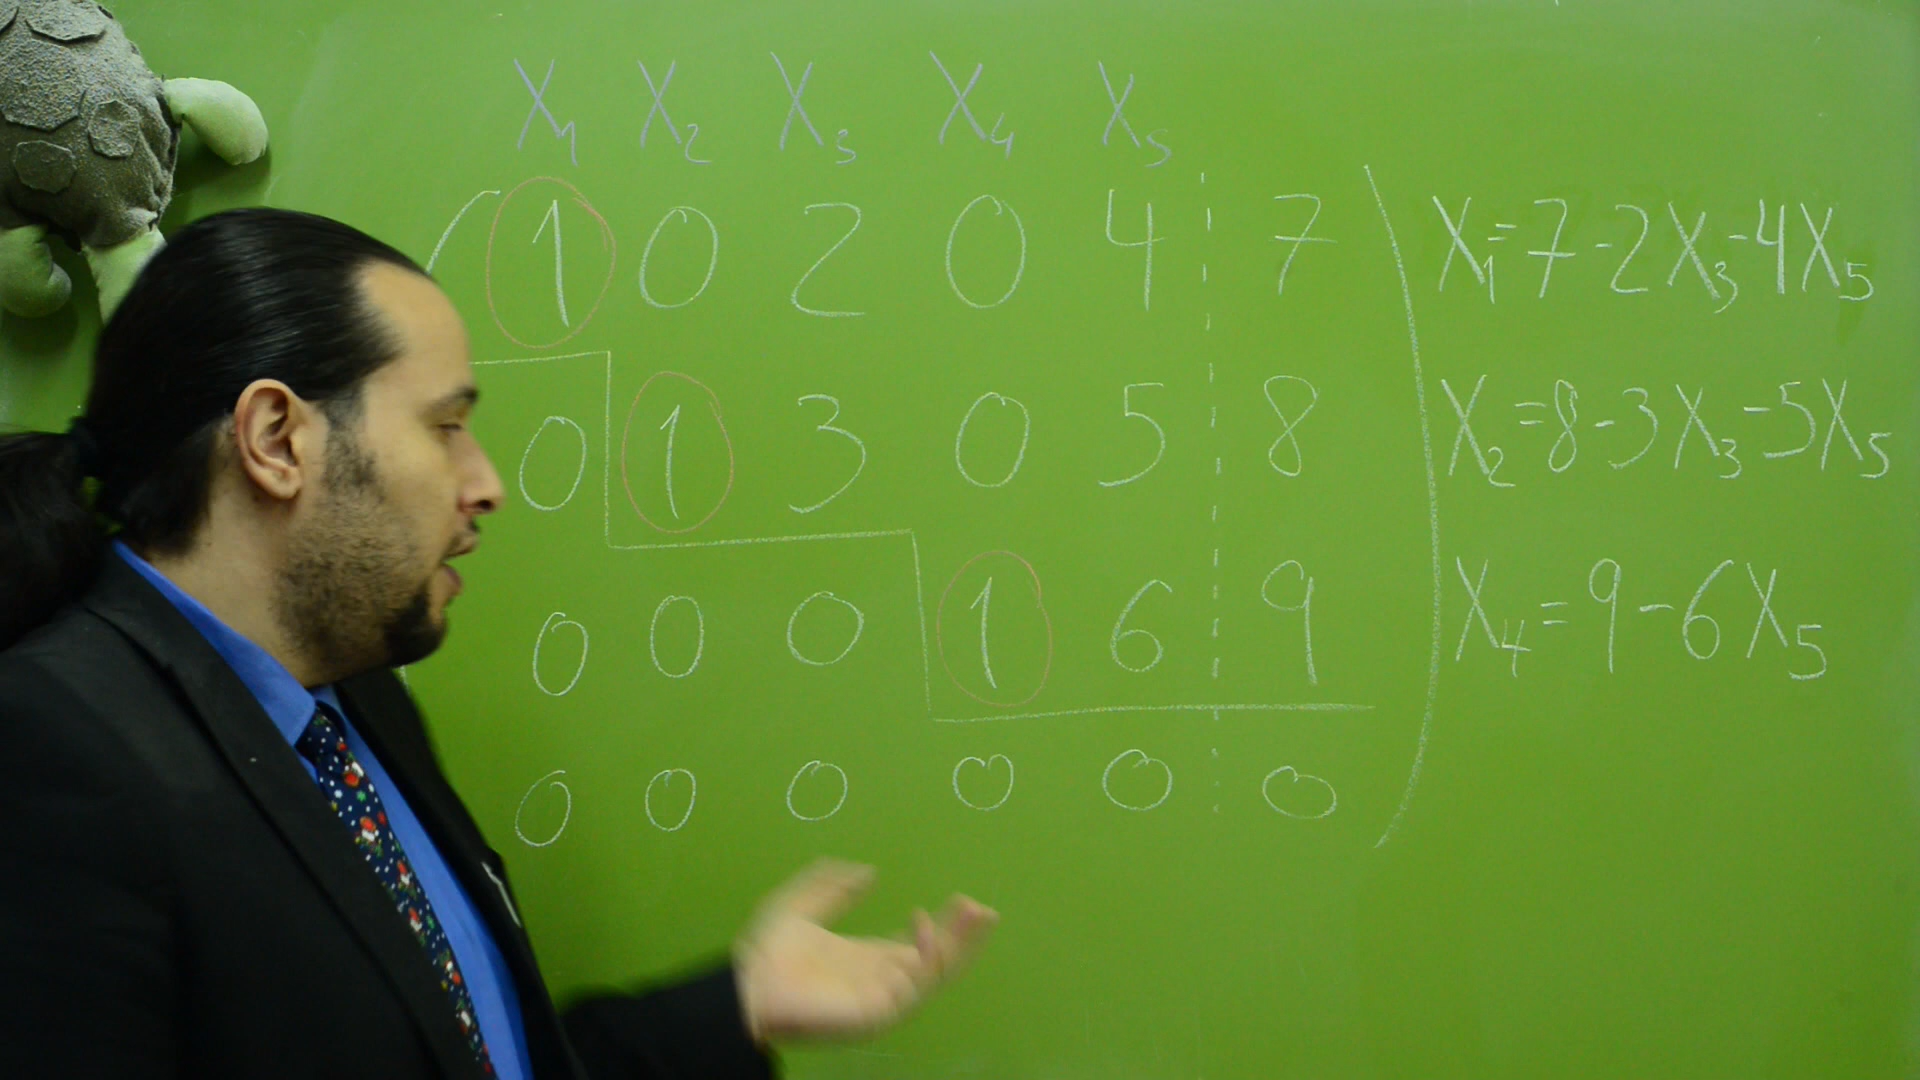 X₁ X₂ X₃ X₄ X₅
1 0 2 0 4 7 X₁=7-2X₃-4X₅
0 1 3 0 5 8 X₂=8-3X₃-5X₅
0 0 0 1 6 9 X₄=9-6X₅
0 0 0 0 0 0